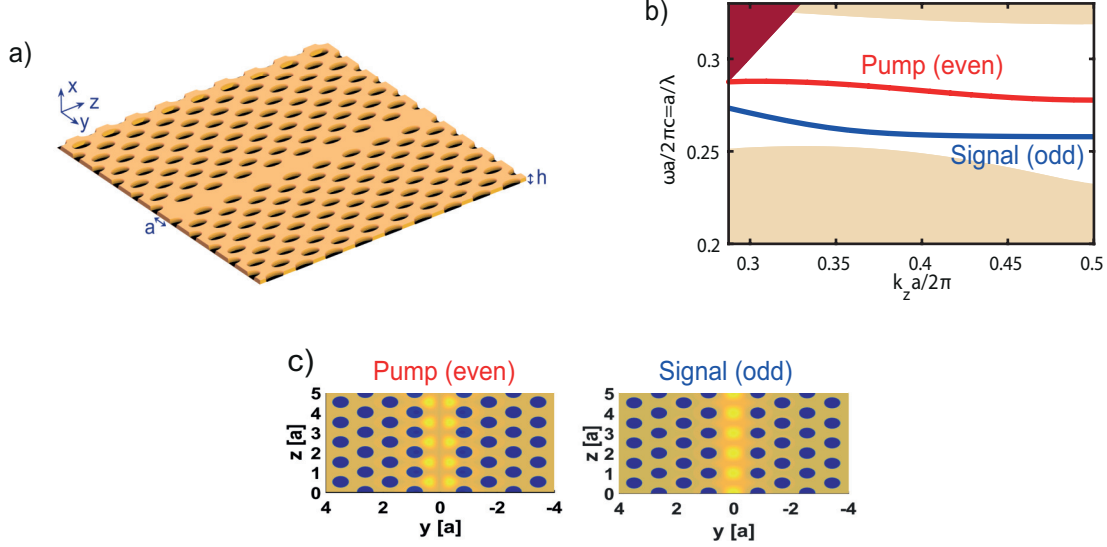 a)
x
z
y
a
h
b)
ωa/2πc=a/λ
0.3
0.25
0.2
Pump (even)
Signal (odd)
0.3 0.35 0.4 0.45 0.5
k_z a/2π
c)
Pump (even)
z [a]
5
4
3
2
1
0
4 2 0 -2 -4
y [a]
Signal (odd)
z [a]
5
4
3
2
1
0
4 2 0 -2 -4
y [a]